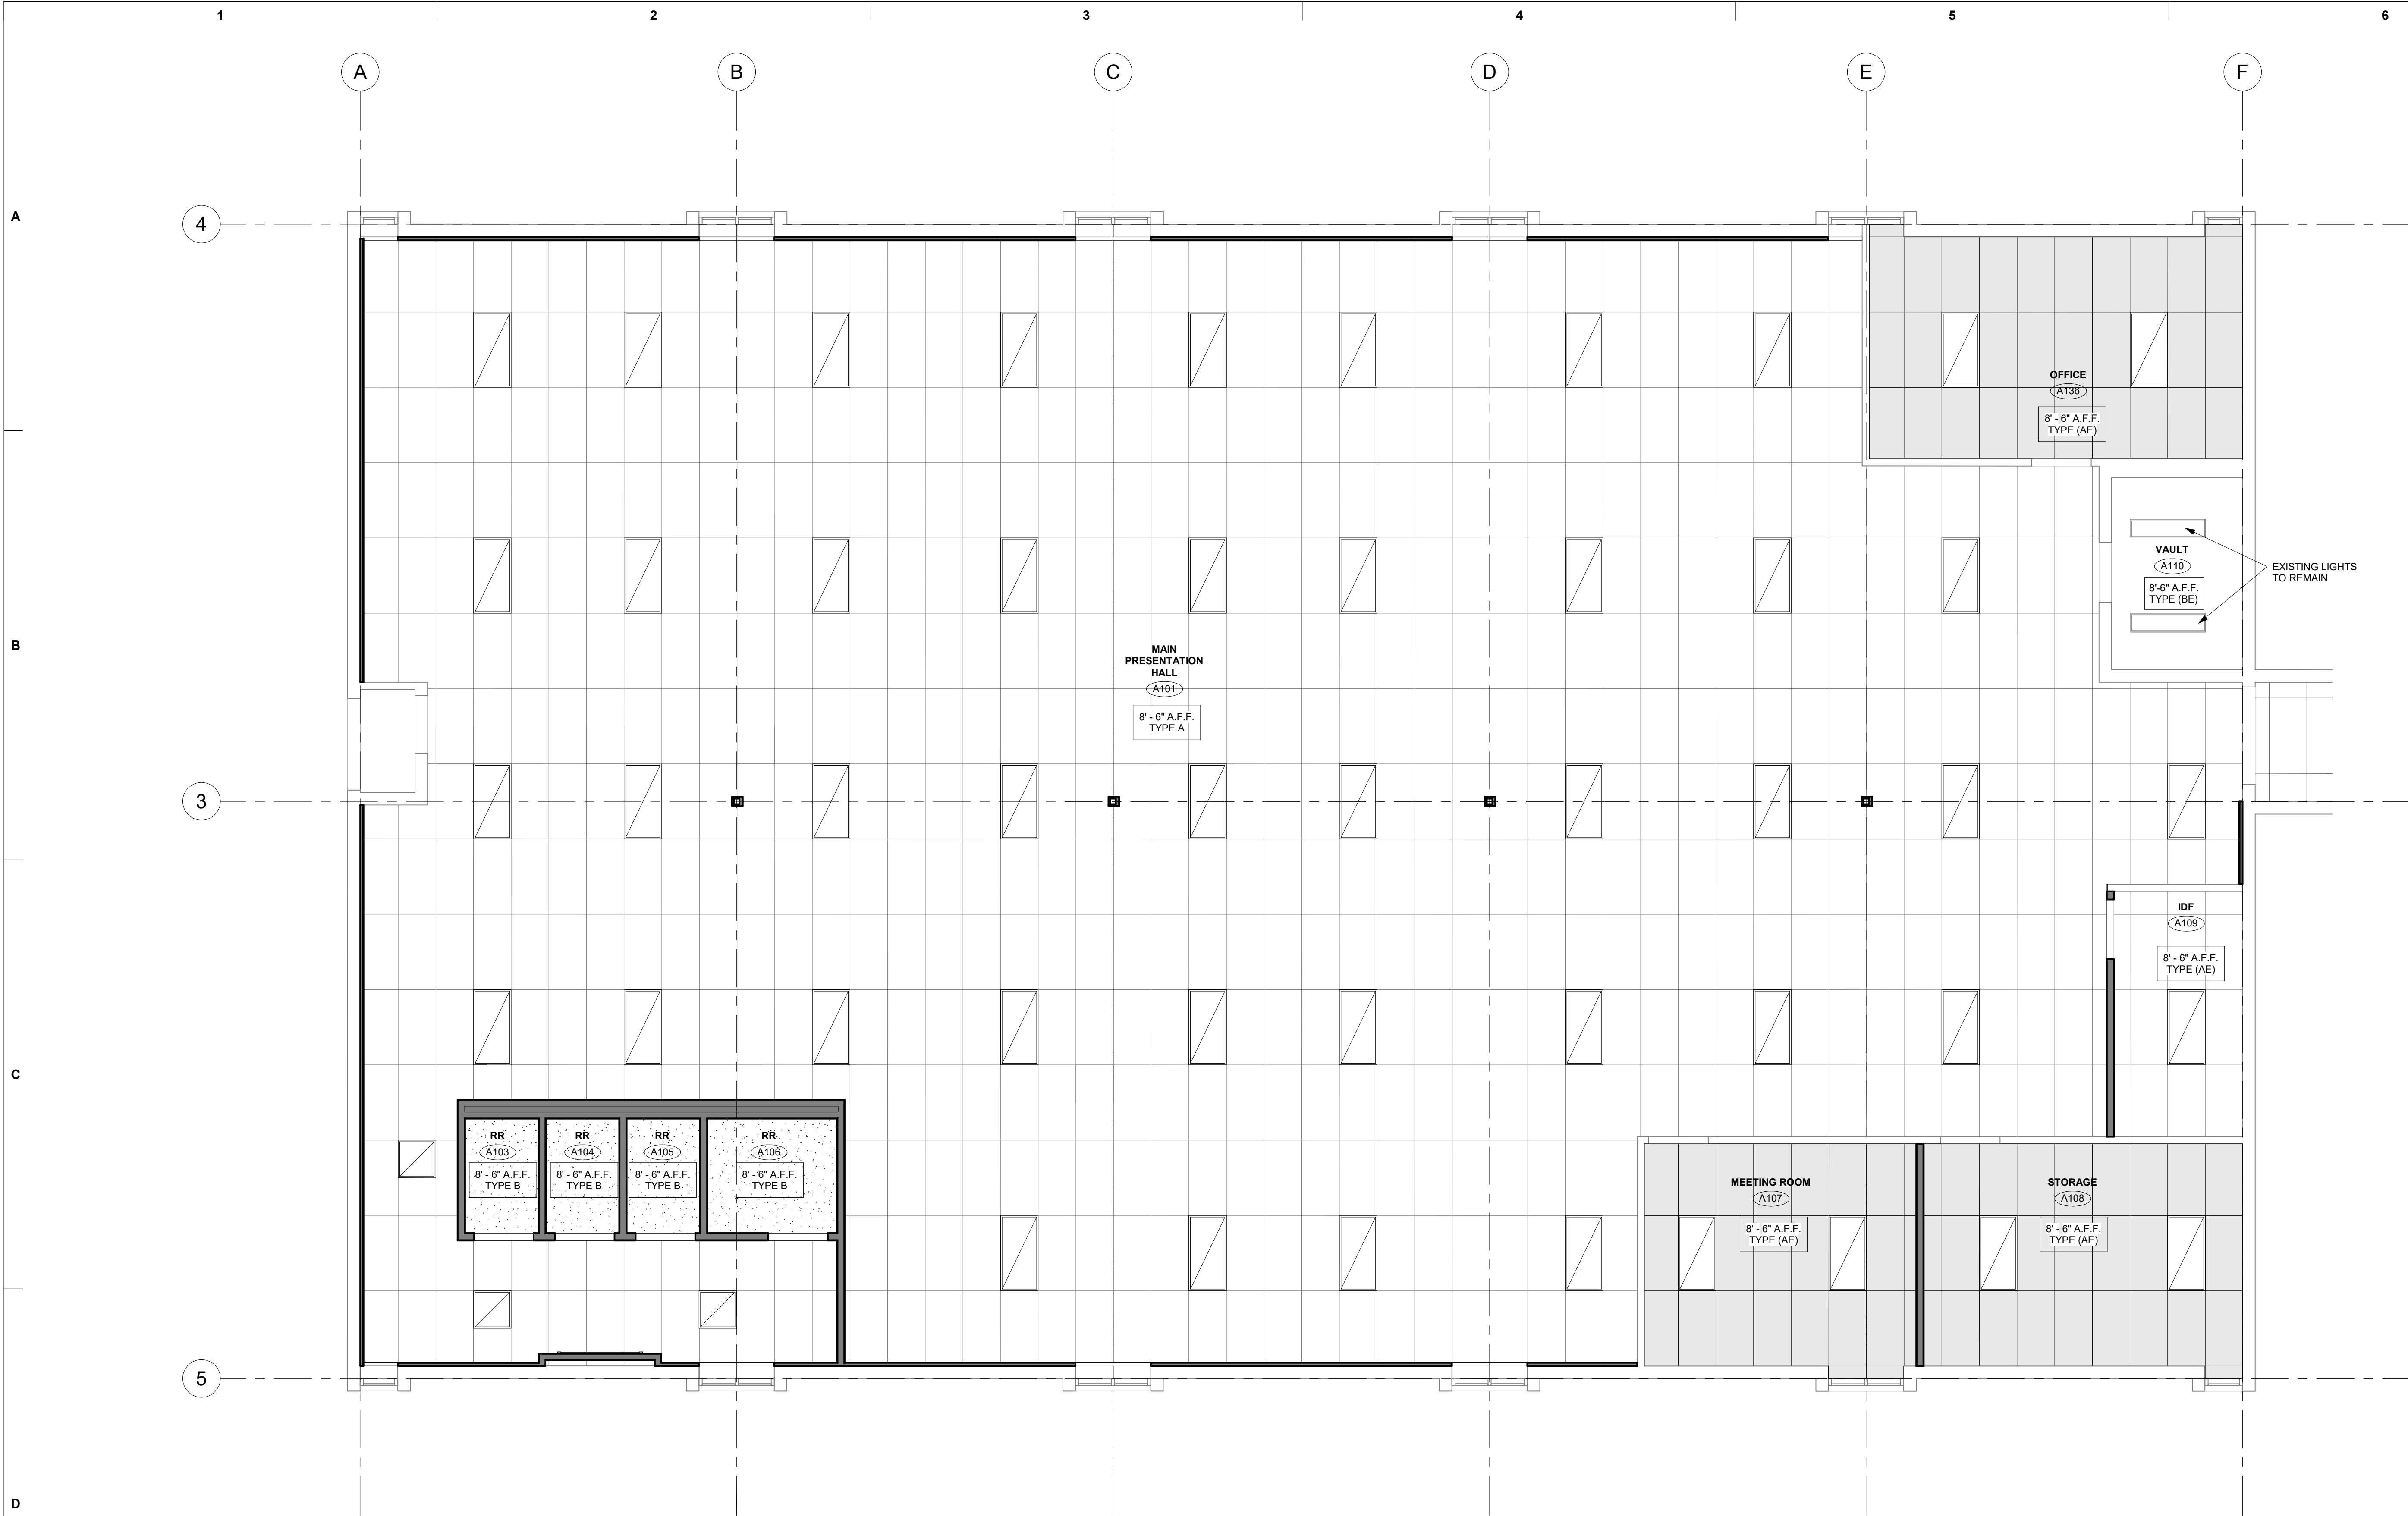 1
2
3
4
5
6
A
B
C
D
E
F
A
4
OFFICE
A136
8' - 6" A.F.F.
TYPE (AE)
VAULT
A110
8'-6" A.F.F.
TYPE (BE)
EXISTING LIGHTS
TO REMAIN
B
MAIN
PRESENTATION
HALL
A101
8' - 6" A.F.F.
TYPE A
3
IDF
A109
8' - 6" A.F.F.
TYPE (AE)
C
RR
A103
8' - 6" A.F.F.
TYPE B
RR
A104
8' - 6" A.F.F.
TYPE B
RR
A105
8' - 6" A.F.F.
TYPE B
RR
A106
8' - 6" A.F.F.
TYPE B
MEETING ROOM
A107
8' - 6" A.F.F.
TYPE (AE)
STORAGE
A108
8' - 6" A.F.F.
TYPE (AE)
5
D